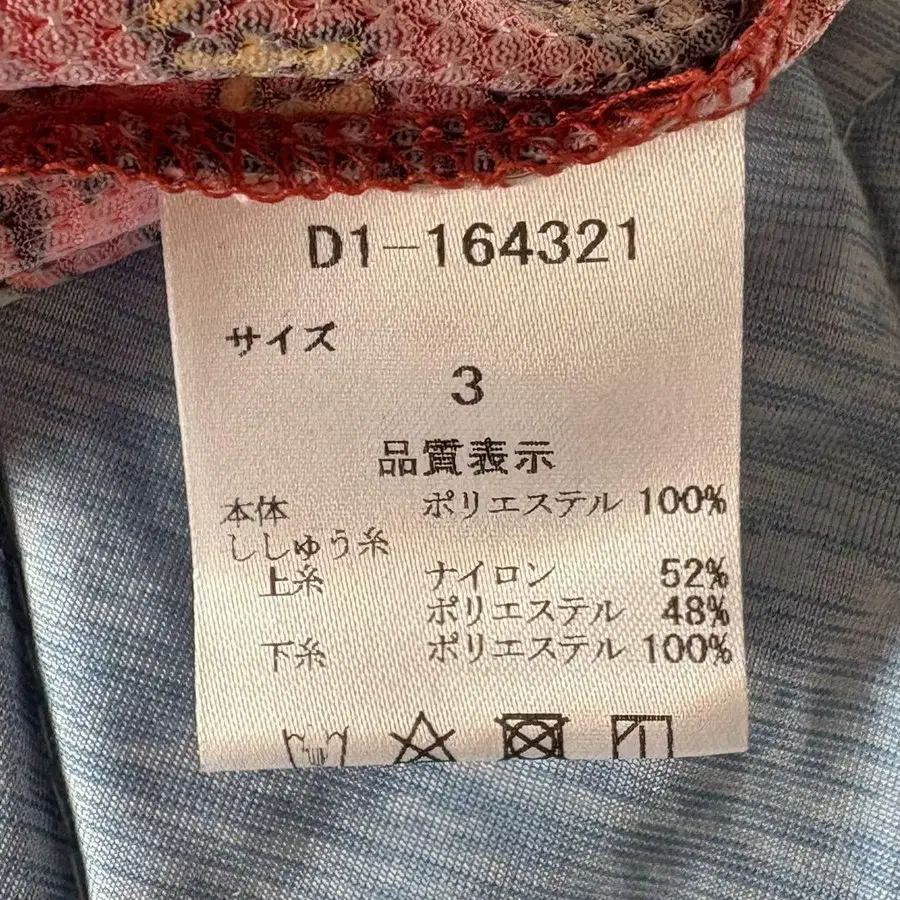 D1-164321
サイズ
3
品質表示
本体 ポリエステル 100%
ししゅう糸
上糸 ナイロン 52%
ポリエステル 48%
下糸 ポリエステル 100%